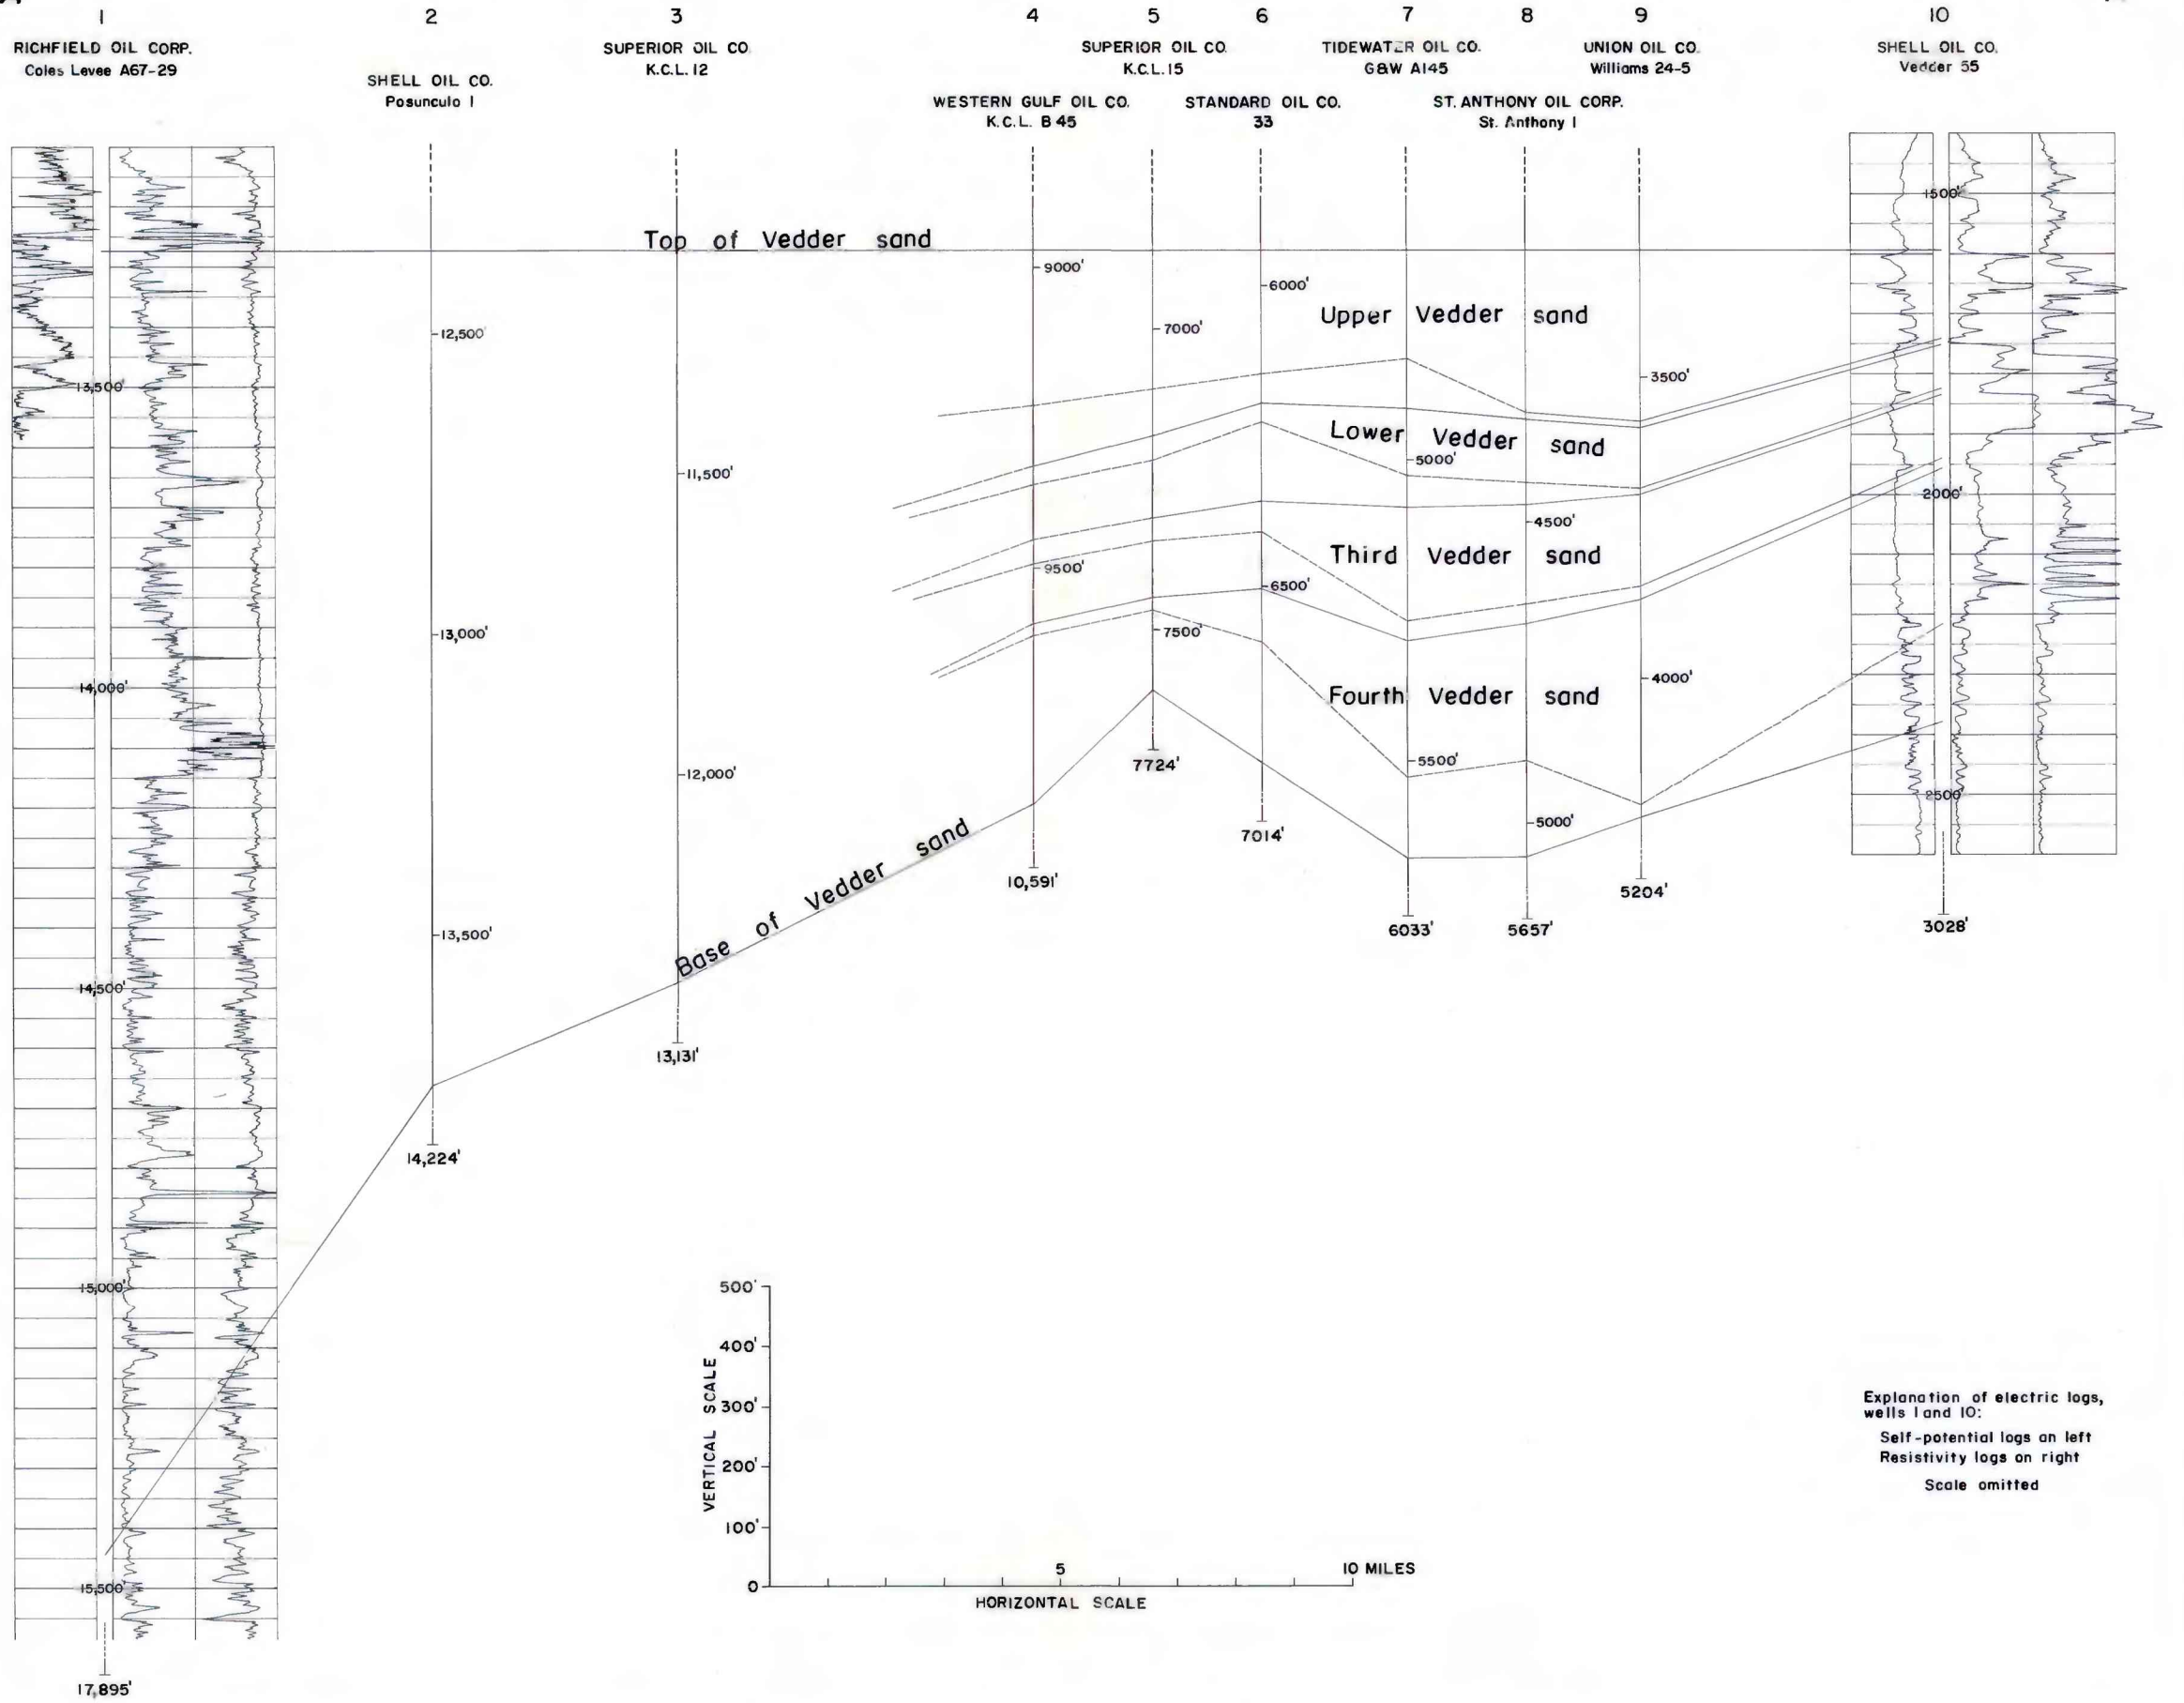 1 2 3 4 5 6 7 8 9 10
RICHFIELD OIL CORP.
Coles Levee A67-29
SHELL OIL CO.
Posunculo 1
SUPERIOR OIL CO.
K.C.L. 12
WESTERN GULF OIL CO.
K.C.L. B 45
SUPERIOR OIL CO.
K.C.L. 15
STANDARD OIL CO.
33
TIDEWATER OIL CO.
G&W A145
ST. ANTHONY OIL CORP.
St. Anthony 1
UNION OIL CO.
Williams 24-5
SHELL OIL CO.
Vedder 55
13,500'
14,000'
14,500'
15,000'
15,500'
17,895'
12,500'
13,000'
13,500'
14,224'
11,500'
12,000'
13,131'
9000'
9500'
10,591'
7000'
7500'
7724'
6000'
6500'
7014'
5000'
5500'
6033'
4500'
5000'
5657'
3500'
4000'
5204'
1500'
2000'
2500'
3028'
Top of Vedder sand
Upper Vedder sand
Lower Vedder sand
Third Vedder sand
Fourth Vedder sand
Base of Vedder sand
VERTICAL SCALE
500'
400'
300'
200'
100'
0
5
10 MILES
HORIZONTAL SCALE
Explanation of electric logs,
wells 1 and 10:
Self-potential logs on left
Resistivity logs on right
Scale omitted